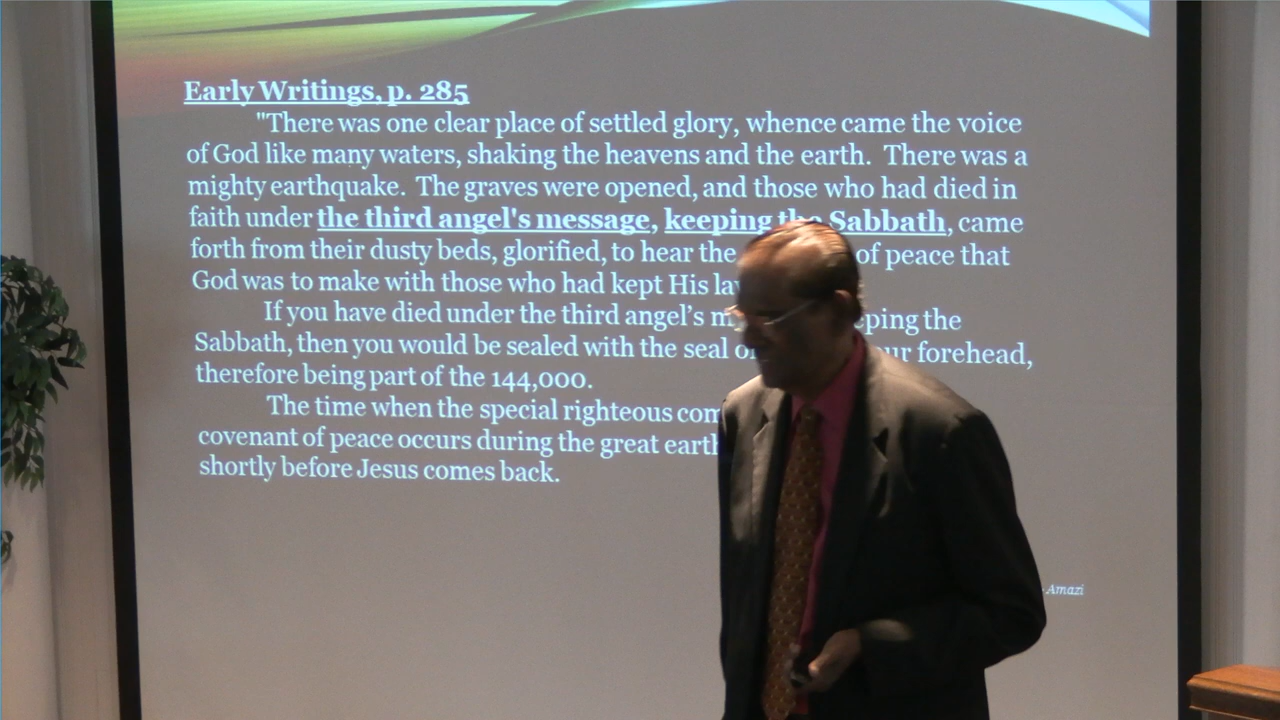 Early Writings, p. 285
"There was one clear place of settled glory, whence came the voice
of God like many waters, shaking the heavens and the earth. There was a
mighty earthquake. The graves were opened, and those who had died in
faith under the third angel's message, keeping the Sabbath, came
forth from their dusty beds, glorified, to hear the of peace that
God was to make with those who had kept His
If you have died under the third angel’s the
Sabbath, then you would be sealed with the seal forehead,
therefore being part of the 144,000.
The time when the special righteous
covenant of peace occurs during the great
shortly before Jesus comes back.
Amazi